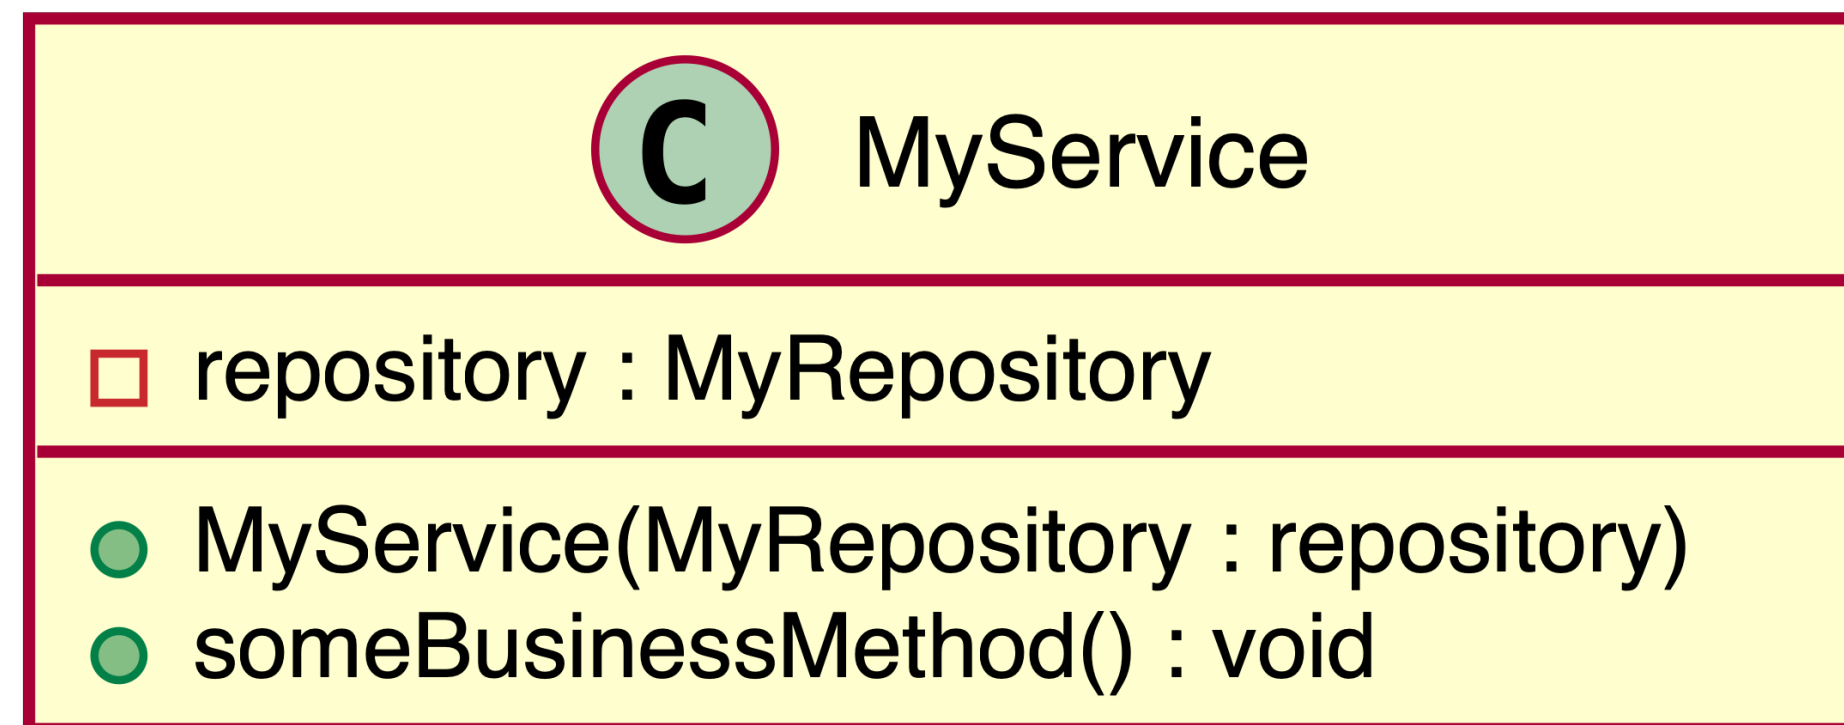 C MyService
repository : MyRepository
MyService(MyRepository : repository)
someBusinessMethod() : void